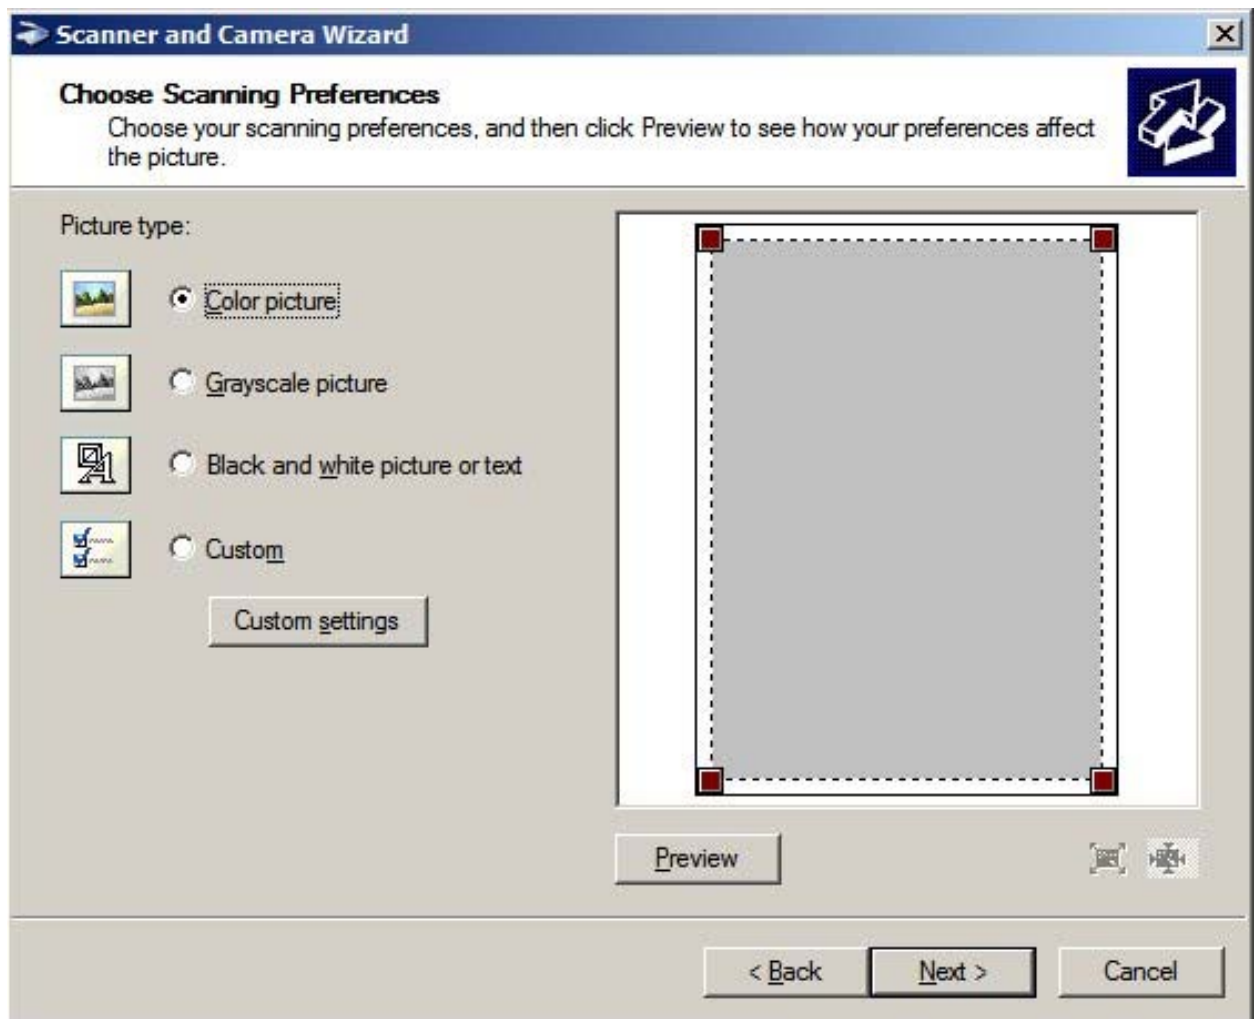 Scanner and Camera Wizard
Choose Scanning Preferences
Choose your scanning preferences, and then click Preview to see how your preferences affect
the picture.
Picture type:
Color picture
Grayscale picture
Black and white picture or text
Custom
Custom settings
Preview
< Back
Next >
Cancel